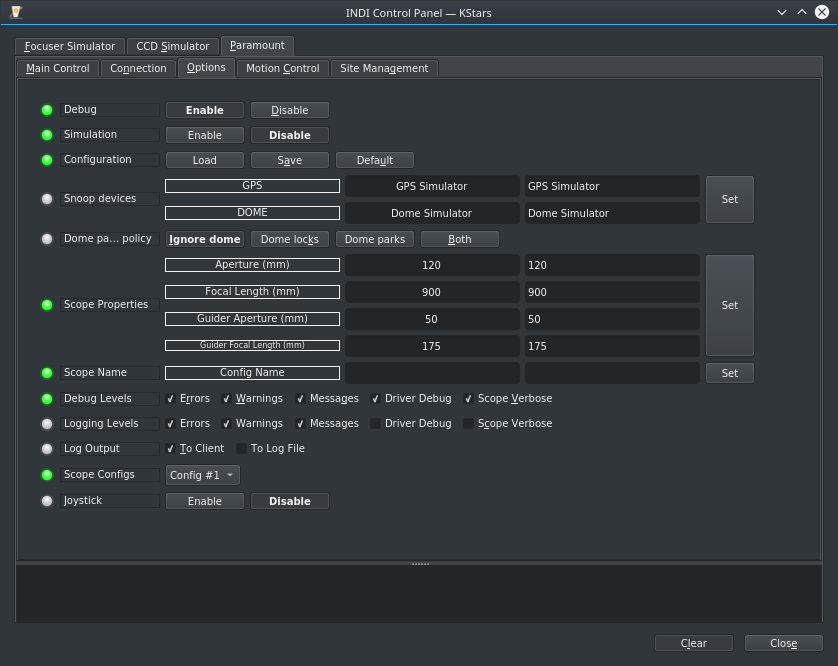 INDI Control Panel — KStars
Focuser Simulator CCD Simulator Paramount
Main Control Connection Options Motion Control Site Management
Debug Enable Disable
Simulation Enable Disable
Configuration Load Save Default
Snoop devices GPS GPS Simulator GPS Simulator Set
DOME Dome Simulator Dome Simulator
Dome pa... policy Ignore dome Dome locks Dome parks Both
Scope Properties Aperture (mm) 120 120 Set
Focal Length (mm) 900 900
Guider Aperture (mm) 50 50
Guider Focal Length (mm) 175 175
Scope Name Config Name Set
Debug Levels Errors Warnings Messages Driver Debug Scope Verbose
Logging Levels Errors Warnings Messages Driver Debug Scope Verbose
Log Output To Client To Log File
Scope Configs Config #1
Joystick Enable Disable
Clear Close